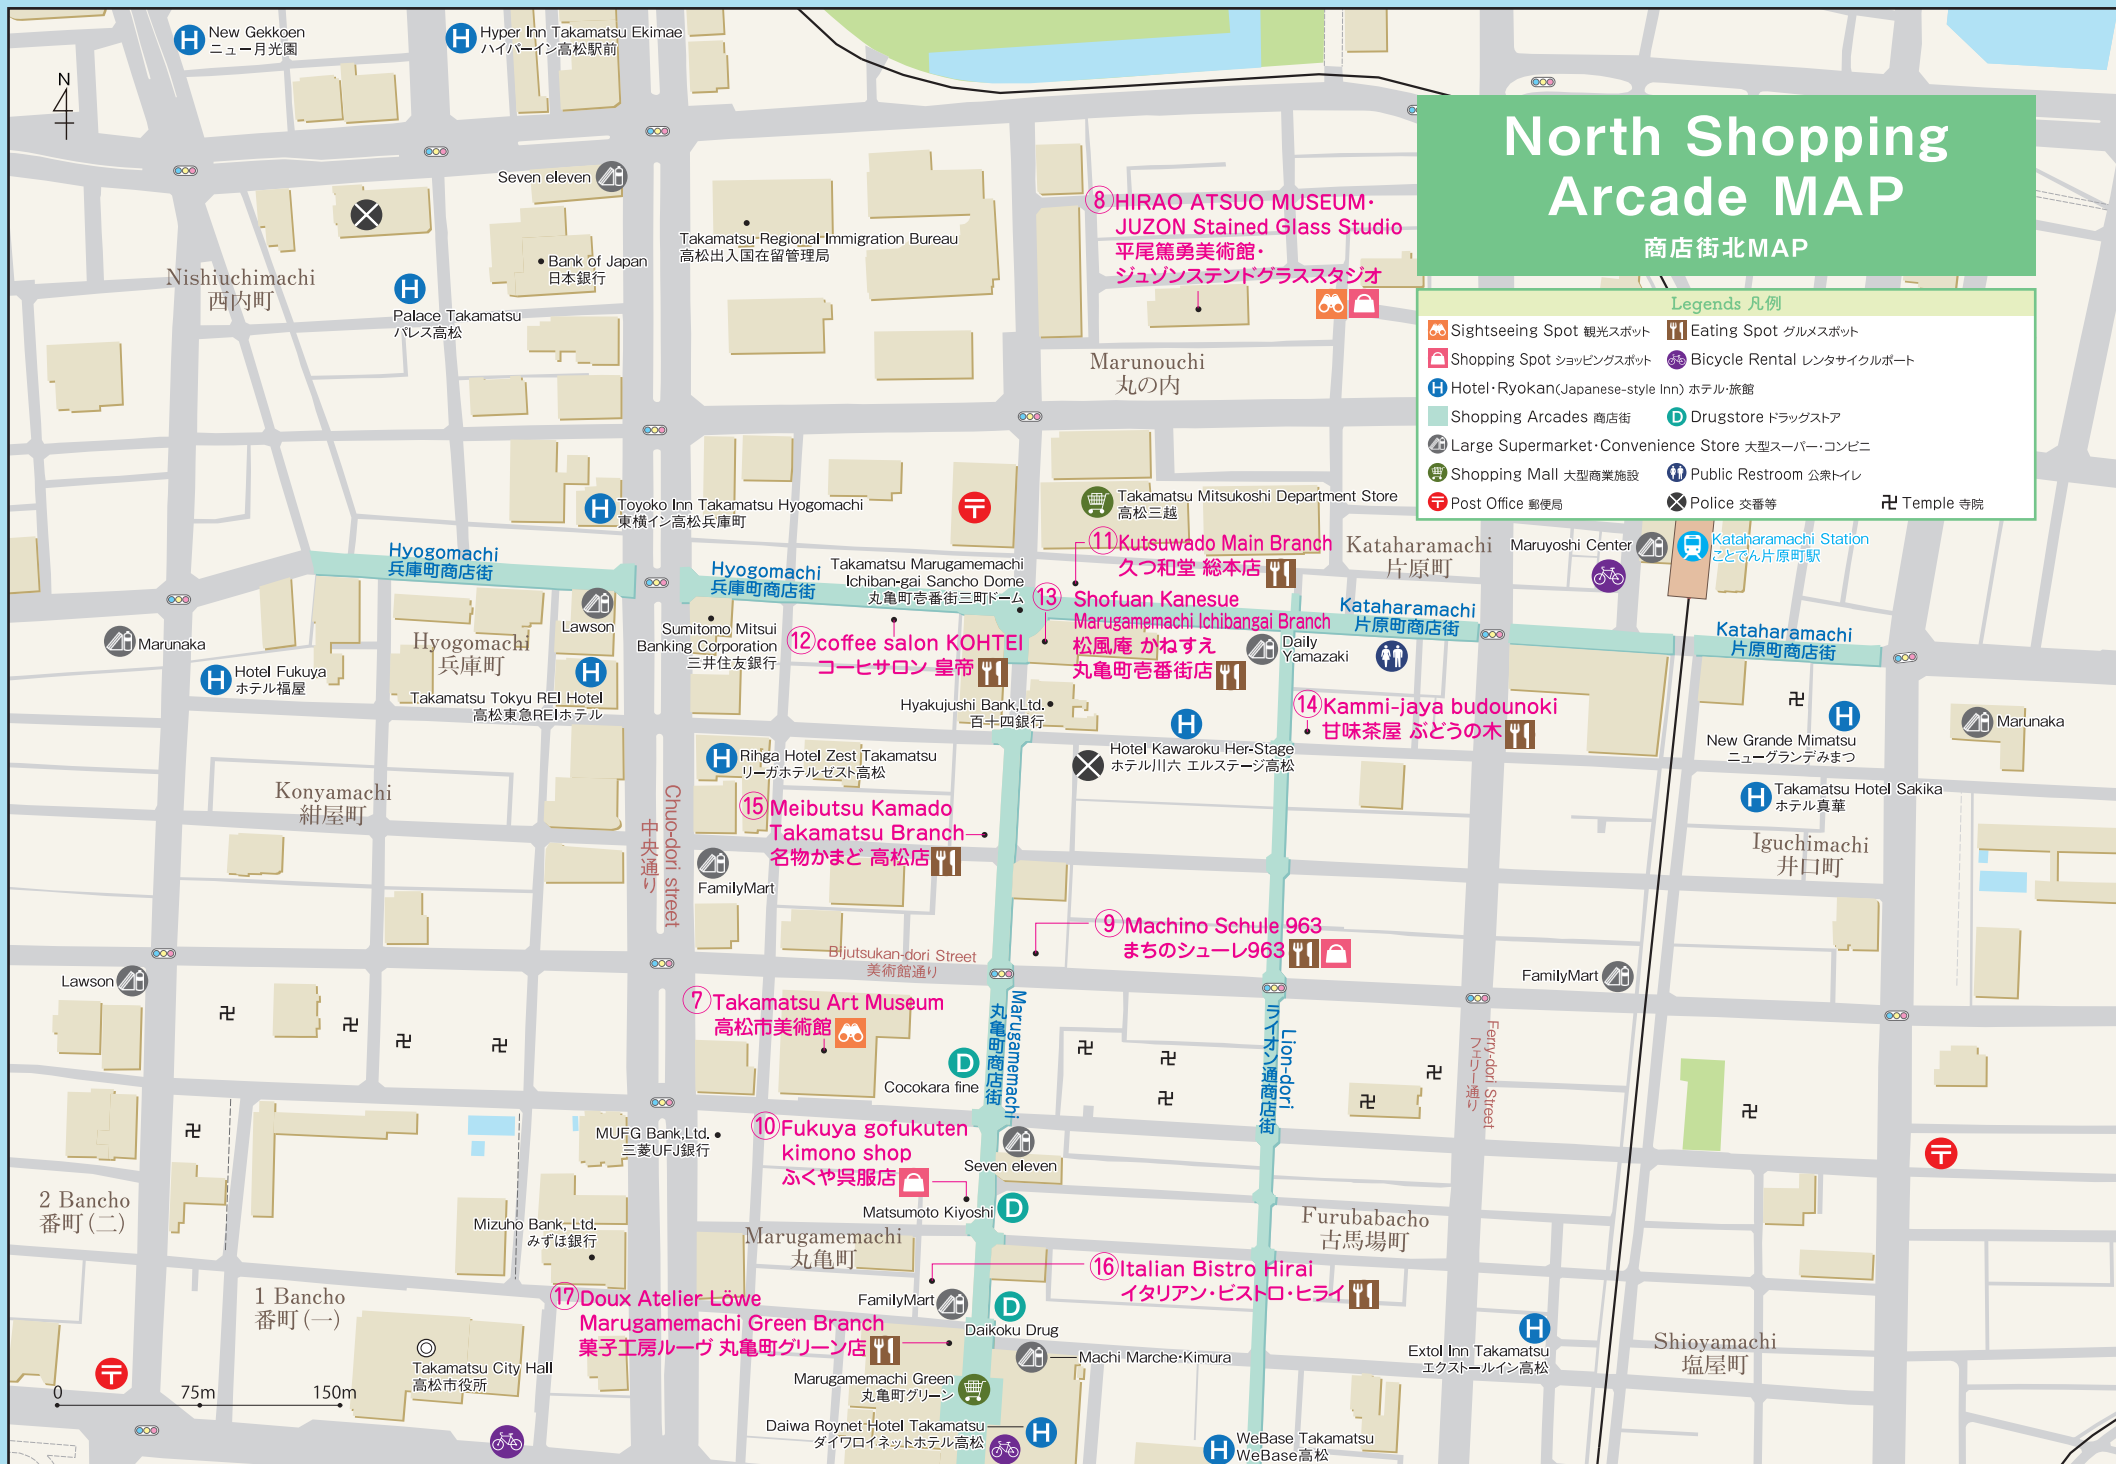 New Gekkoen
ニュー月光園
Hyper Inn Takamatsu Ekimae
ハイパーイン高松駅前
N
North Shopping
Arcade MAP
商店街北MAP
Legends 凡例
Sightseeing Spot 観光スポット
Eating Spot グルメスポット
Shopping Spot ショッピングスポット
Bicycle Rental レンタサイクルポート
H Hotel・Ryokan(Japanese-style Inn) ホテル・旅館
Shopping Arcades 商店街
D Drugstore ドラッグストア
Large Supermarket・Convenience Store 大型スーパー・コンビニ
Shopping Mall 大型商業施設
Public Restroom 公衆トイレ
Post Office 郵便局
Police 交番等
卍 Temple 寺院
Seven eleven
Bank of Japan
日本銀行
Takamatsu Regional Immigration Bureau
高松出入国在留管理局
⑧HIRAO ATSUO MUSEUM・
JUZON Stained Glass Studio
平尾篤勇美術館・
ジュゾンステンドグラススタジオ
Nishiuchimachi
西内町
Palace Takamatsu
パレス高松
Marunouchi
丸の内
Toyoko Inn Takamatsu Hyogomachi
東横イン高松兵庫町
Takamatsu Mitsukoshi Department Store
高松三越
⑪Kutsuwado Main Branch
久つ和堂 総本店
Kataharamachi
片原町
Maruyoshi Center
Kataharamachi Station
ことでん片原町駅
Hyogomachi
兵庫町商店街
Hyogomachi
兵庫町商店街
Takamatsu Marugamemachi
Ichiban-gai Sancho Dome
丸亀町壱番街三町ドーム
⑬Shofuan Kanesue
Marugamemachi Ichibangai Branch
松風庵 かねすえ
丸亀町壱番街店
Kataharamachi
片原町商店街
Kataharamachi
片原町商店街
Lawson
Marunaka
Hyogomachi
兵庫町
Sumitomo Mitsui
Banking Corporation
三井住友銀行
⑫coffee salon KOHTEI
コーヒサロン 皇帝
Daily
Yamazaki
Hotel Fukuya
ホテル福屋
Takamatsu Tokyu REI Hotel
高松東急REIホテル
Hyakujushi Bank,Ltd.
百十四銀行
⑭Kammi-jaya budounoki
甘味茶屋 ぶどうの木
Hotel Kawaroku Her-Stage
ホテル川六 エルステージ高松
New Grande Mimatsu
ニューグランデみまつ
Marunaka
Rihga Hotel Zest Takamatsu
リーガホテルゼスト高松
Takamatsu Hotel Sakika
ホテル真華
Konyamachi
紺屋町
Chuo-dori street
中央通り
⑮Meibutsu Kamado
Takamatsu Branch
名物かまど 高松店
Iguchimachi
井口町
FamilyMart
⑨Machino Schule 963
まちのシューレ963
Bijutsukan-dori Street
美術館通り
Lawson
FamilyMart
⑦Takamatsu Art Museum
高松市美術館
Marugamemachi
丸亀町商店街
Lion-dori
ライオン通商店街
Ferry-dori Street
フェリー通り
Cocokara fine
MUFG Bank,Ltd.
三菱UFJ銀行
⑩Fukuya gofukuten
kimono shop
ふくや呉服店
Seven eleven
Matsumoto Kiyoshi
2 Bancho
番町(二)
Mizuho Bank, Ltd.
みずほ銀行
Marugamemachi
丸亀町
Furubabacho
古馬場町
⑯Italian Bistro Hirai
イタリアン・ビストロ・ヒライ
1 Bancho
番町(一)
⑰Doux Atelier Löwe
Marugamemachi Green Branch
菓子工房ルーヴ 丸亀町グリーン店
FamilyMart
Daikoku Drug
Machi Marche・Kimura
Extol Inn Takamatsu
エクストールイン高松
Shioyamachi
塩屋町
Takamatsu City Hall
高松市役所
Marugamemachi Green
丸亀町グリーン
Daiwa Roynet Hotel Takamatsu
ダイワロイネットホテル高松
WeBase Takamatsu
WeBase高松
0 75m 150m